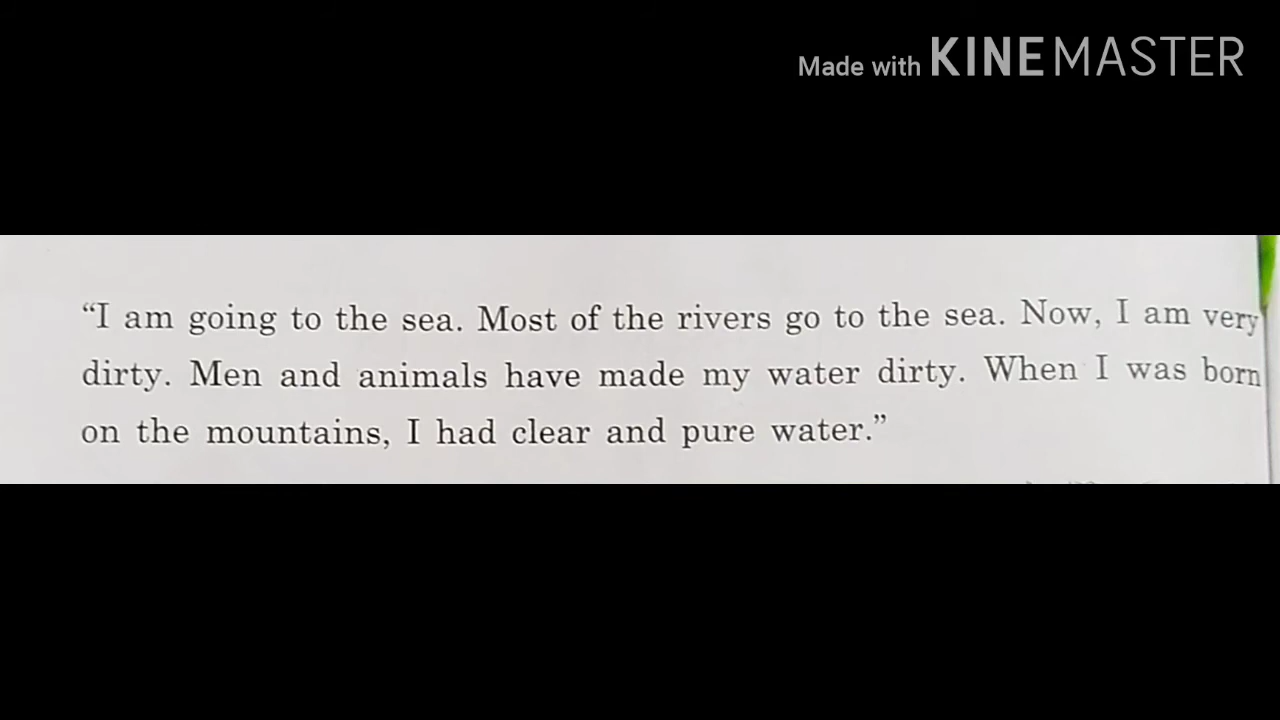 Made with KINEMASTER
“I am going to the sea. Most of the rivers go to the sea. Now, I am very
dirty. Men and animals have made my water dirty. When I was born
on the mountains, I had clear and pure water.”